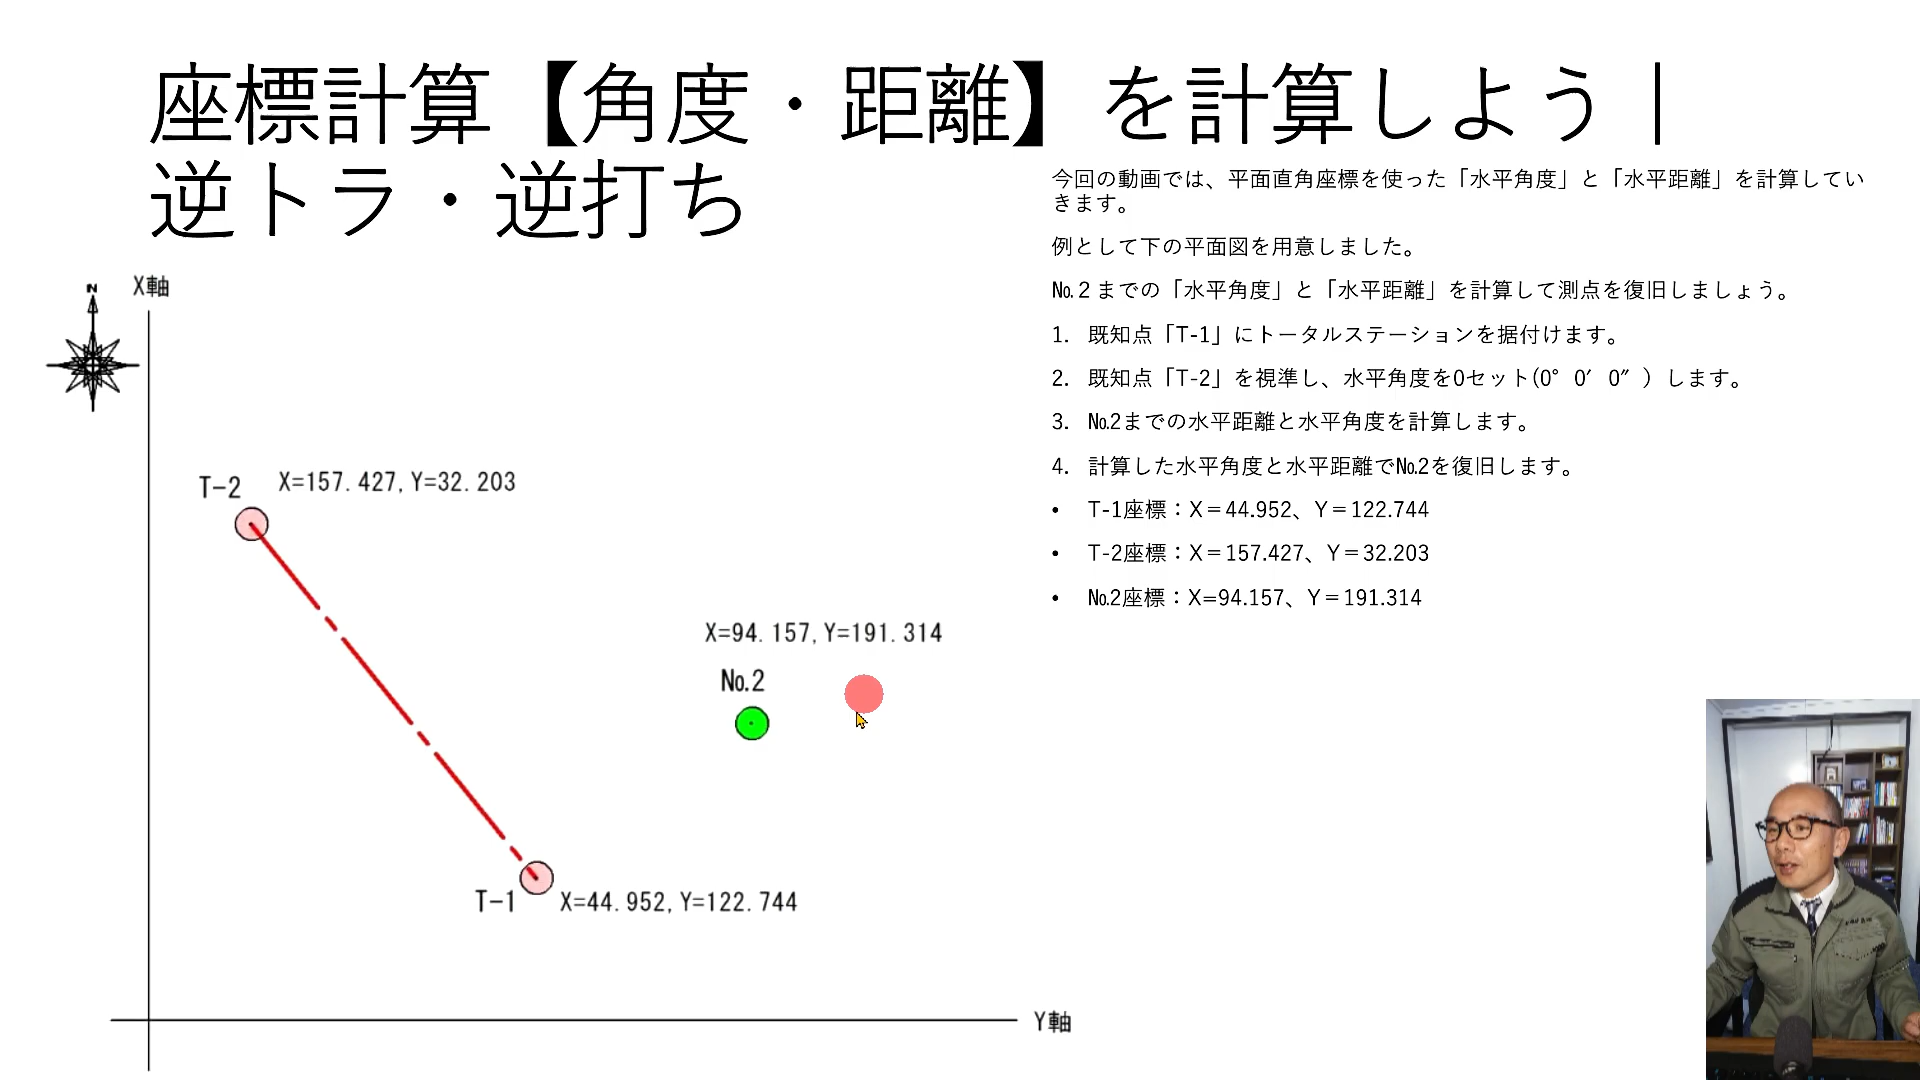 座標計算【角度・距離】を計算しよう｜
逆トラ・逆打ち
今回の動画では、平面直角座標を使った「水平角度」と「水平距離」を計算してい
きます。
例として下の平面図を用意しました。
№２までの「水平角度」と「水平距離」を計算して測点を復旧しましょう。
1. 既知点「T-1」にトータルステーションを据付けます。
2. 既知点「T-2」を視準し、水平角度を0セット(0°0′0″）します。
3. №2までの水平距離と水平角度を計算します。
4. 計算した水平角度と水平距離で№2を復旧します。
• T-1座標：X＝44.952、Y＝122.744
• T-2座標：X＝157.427、Y＝32.203
• №2座標：X=94.157、Y＝191.314
N
X軸
T-2 X=157.427,Y=32.203
X=94.157,Y=191.314
№2
T-1 X=44.952,Y=122.744
Y軸